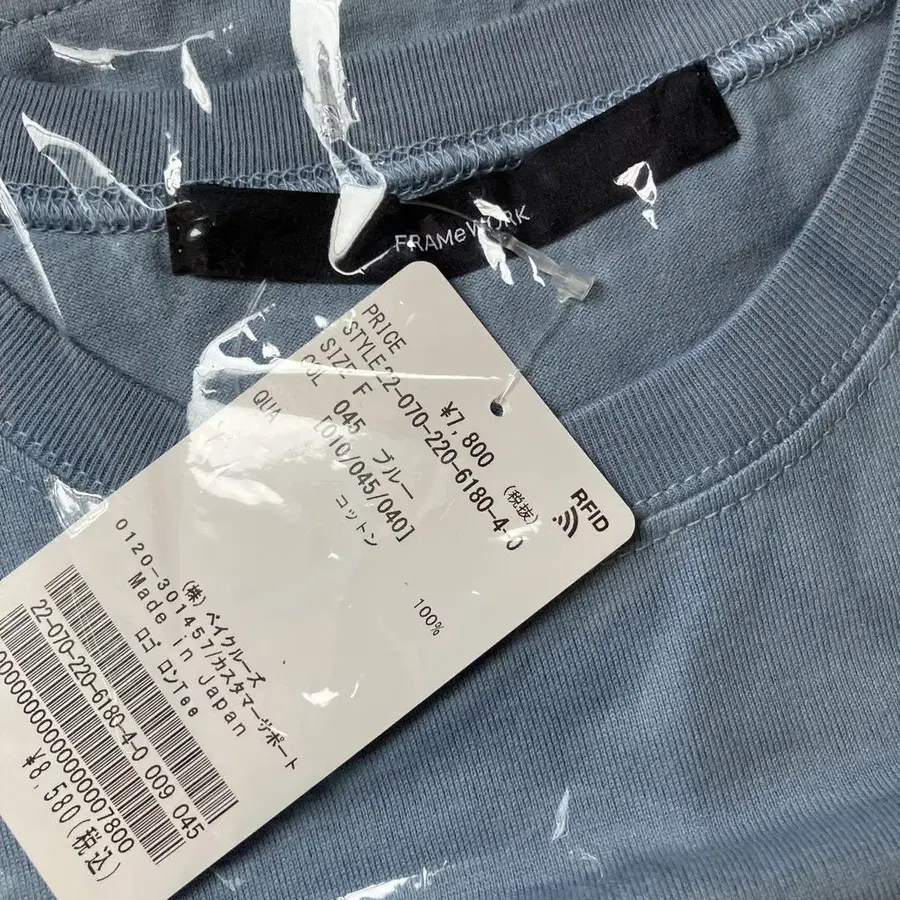 FRAMeWORK
PRICE ¥7,800 (税抜)
STYLE 22-070-220-6180-4-0
SIZE F
COL 045 ブルー
[010/045/040]
QUA コットン 100%
RFID
(株)ベイクルーズ
0120-301457/カスタマーサポート
Made in Japan
ロゴ ロンTee
22-070-220-6180-4-0 009 045
¥8,580(税込)